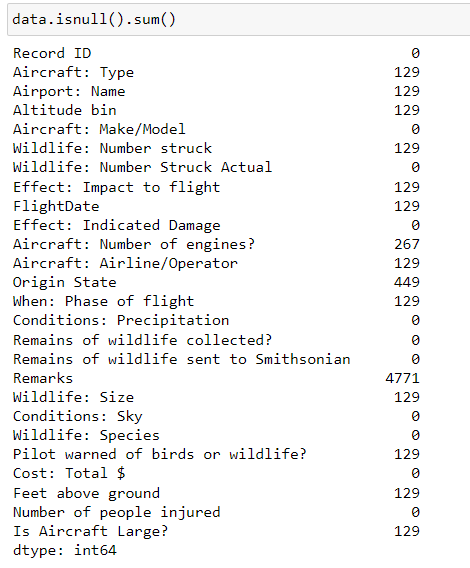 data.isnull().sum()
Record ID 0
Aircraft: Type 129
Airport: Name 129
Altitude bin 129
Aircraft: Make/Model 0
Wildlife: Number struck 129
Wildlife: Number Struck Actual 0
Effect: Impact to flight 129
FlightDate 129
Effect: Indicated Damage 0
Aircraft: Number of engines? 267
Aircraft: Airline/Operator 129
Origin State 449
When: Phase of flight 129
Conditions: Precipitation 0
Remains of wildlife collected? 0
Remains of wildlife sent to Smithsonian 0
Remarks 4771
Wildlife: Size 129
Conditions: Sky 0
Wildlife: Species 0
Pilot warned of birds or wildlife? 129
Cost: Total $ 0
Feet above ground 129
Number of people injured 0
Is Aircraft Large? 129
dtype: int64